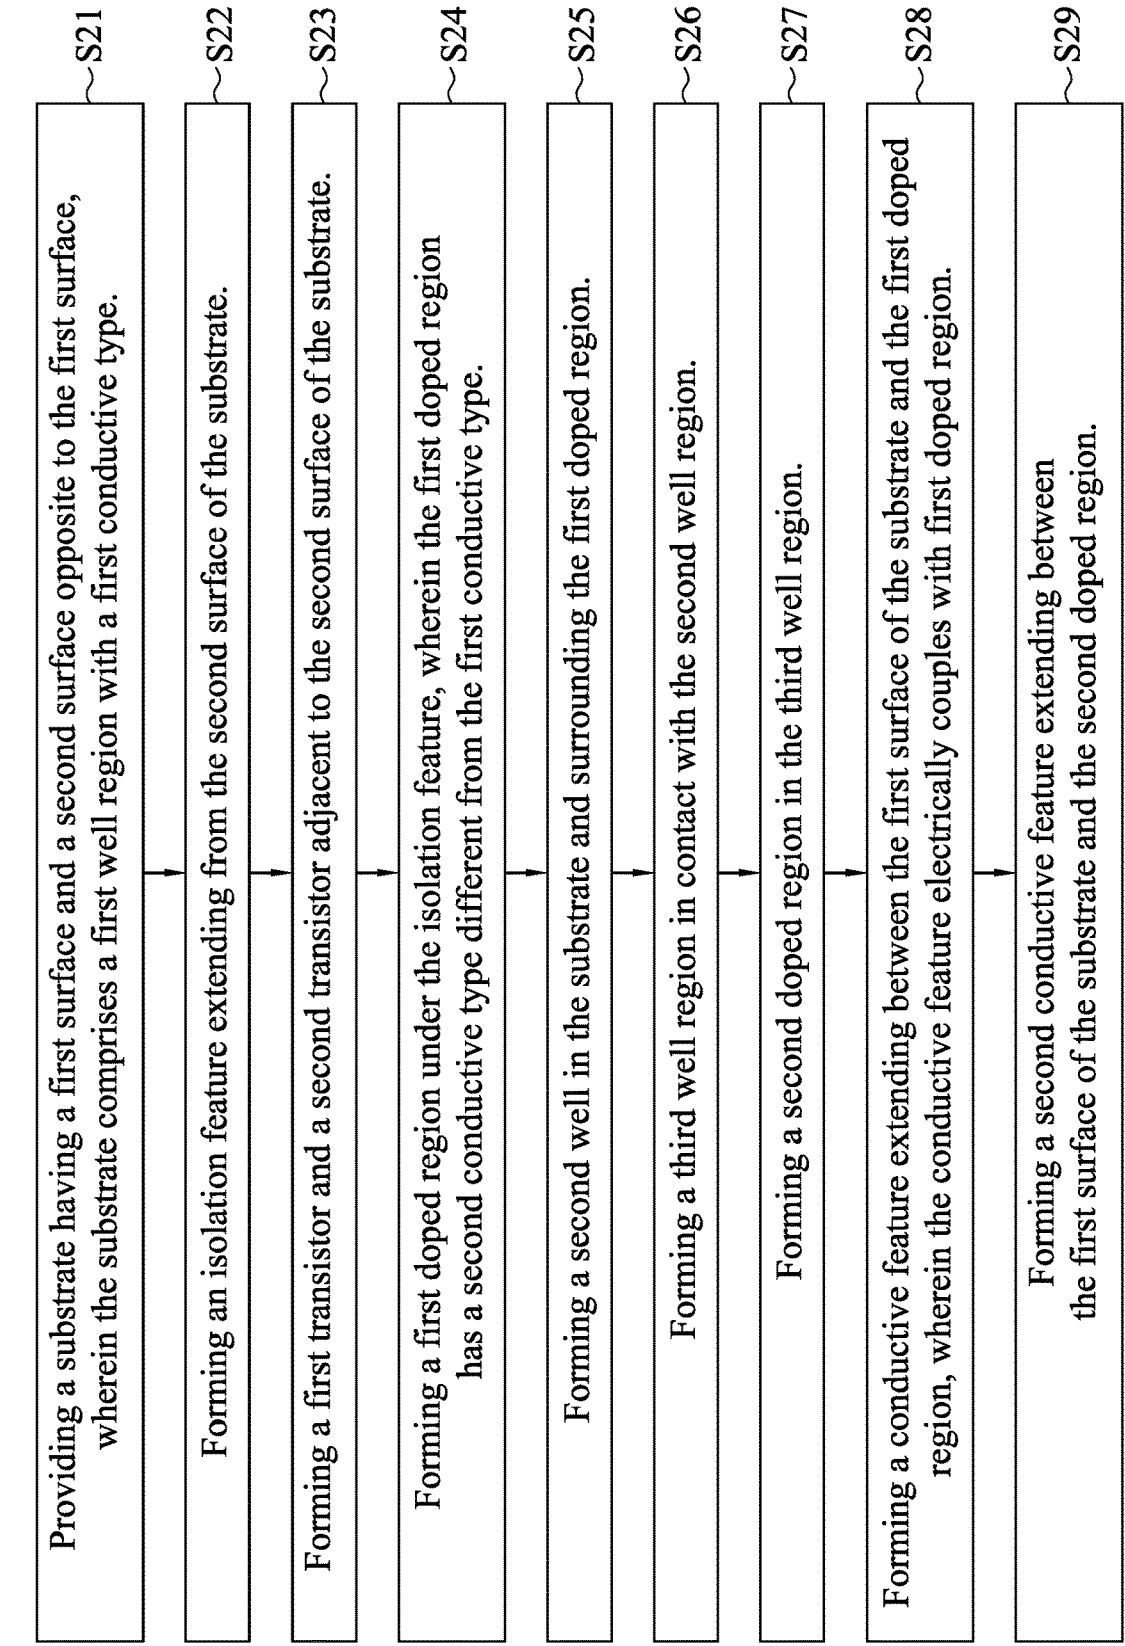 Providing a substrate having a first surface and a second surface opposite to the first surface,
wherein the substrate comprises a first well region with a first conductive type.
S21
Forming an isolation feature extending from the second surface of the substrate.
S22
Forming a first transistor and a second transistor adjacent to the second surface of the substrate.
S23
Forming a first doped region under the isolation feature, wherein the first doped region
has a second conductive type different from the first conductive type.
S24
Forming a second well in the substrate and surrounding the first doped region.
S25
Forming a third well region in contact with the second well region.
S26
Forming a second doped region in the third well region.
S27
Forming a conductive feature extending between the first surface of the substrate and the first doped
region, wherein the conductive feature electrically couples with first doped region.
S28
Forming a second conductive feature extending between
the first surface of the substrate and the second doped region.
S29